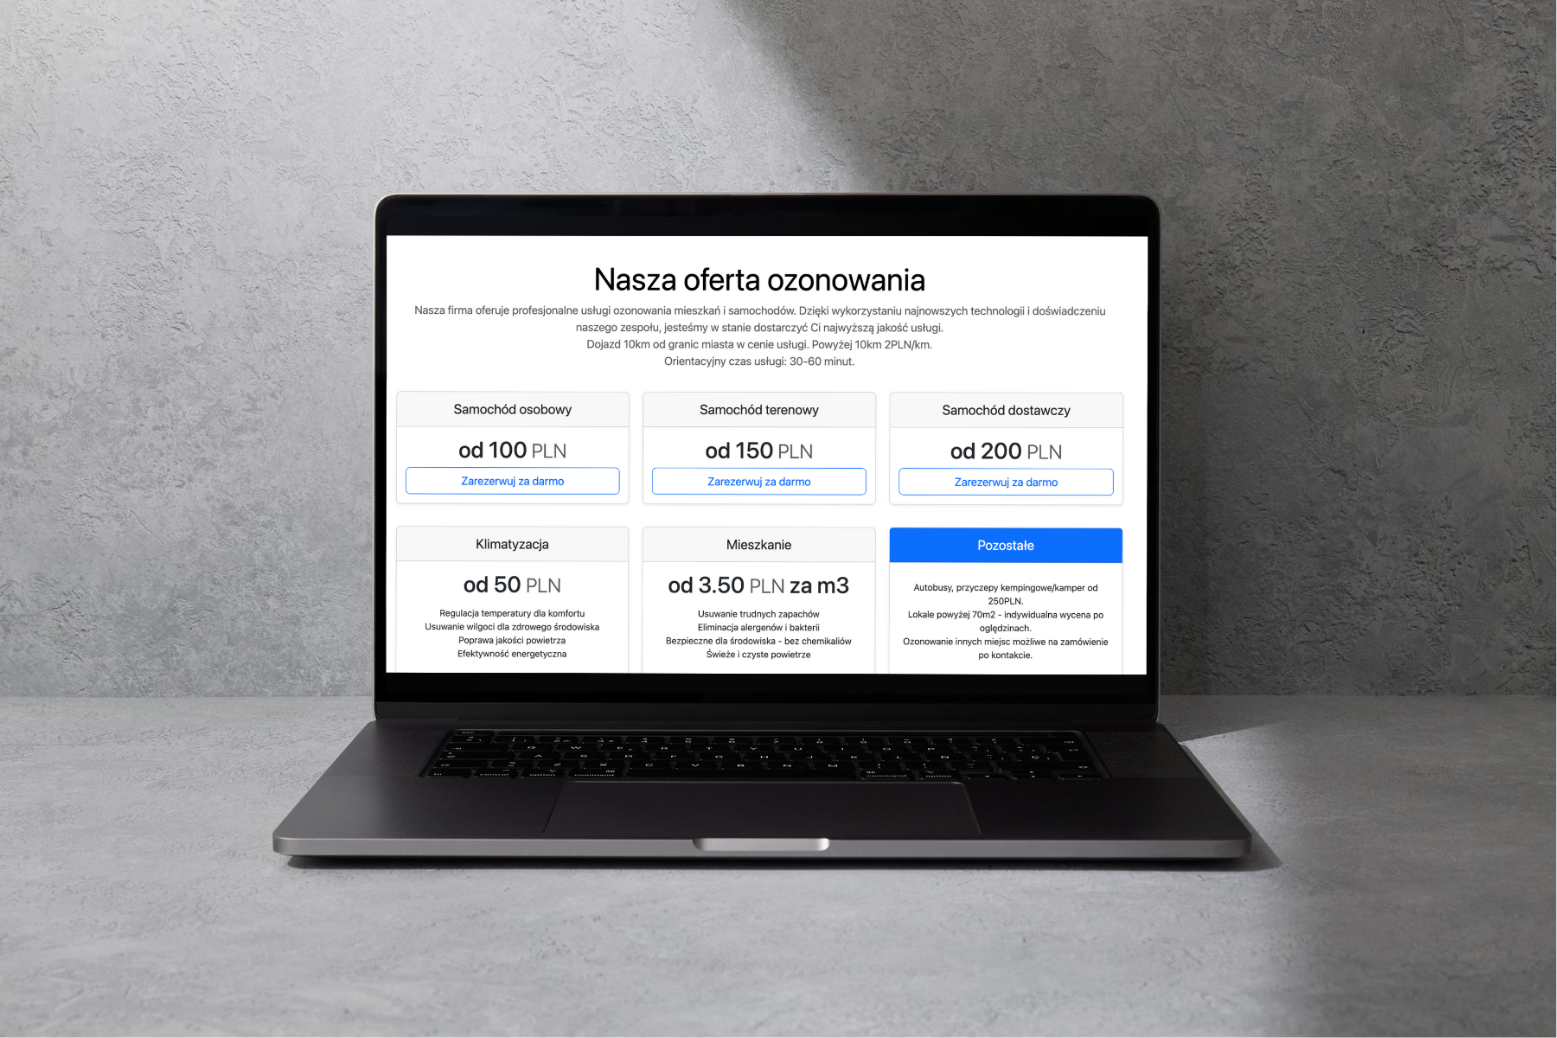 Nasza oferta ozonowania
Nasza firma oferuje profesjonalne usługi ozonowania mieszkań i samochodów. Dzięki wykorzystaniu najnowszych technologii i doświadczeniu
naszego zespołu, jesteśmy w stanie dostarczyć Ci najwyższą jakość usługi.
Dojazd 10km od granic miasta w cenie usługi. Powyżej 10km 2PLN/km.
Orientacyjny czas usługi: 30-60 minut.
Samochód osobowy
od 100 PLN
Zarezerwuj za darmo
Samochód terenowy
od 150 PLN
Zarezerwuj za darmo
Samochód dostawczy
od 200 PLN
Zarezerwuj za darmo
Klimatyzacja
od 50 PLN
Regulacja temperatury dla komfortu
Usuwanie wilgoci dla zdrowego środowiska
Poprawa jakości powietrza
Efektywność energetyczna
Mieszkanie
od 3.50 PLN za m3
Usuwanie trudnych zapachów
Eliminacja alergenów i bakterii
Bezpieczne dla środowiska - bez chemikaliów
Świeże i czyste powietrze
Pozostałe
Autobusy, przyczepy kempingowe/kamper od
250PLN.
Lokale powyżej 70m2 - indywidualna wycena po
oględzinach.
Ozonowanie innych miejsc możliwe na zamówienie
po kontakcie.